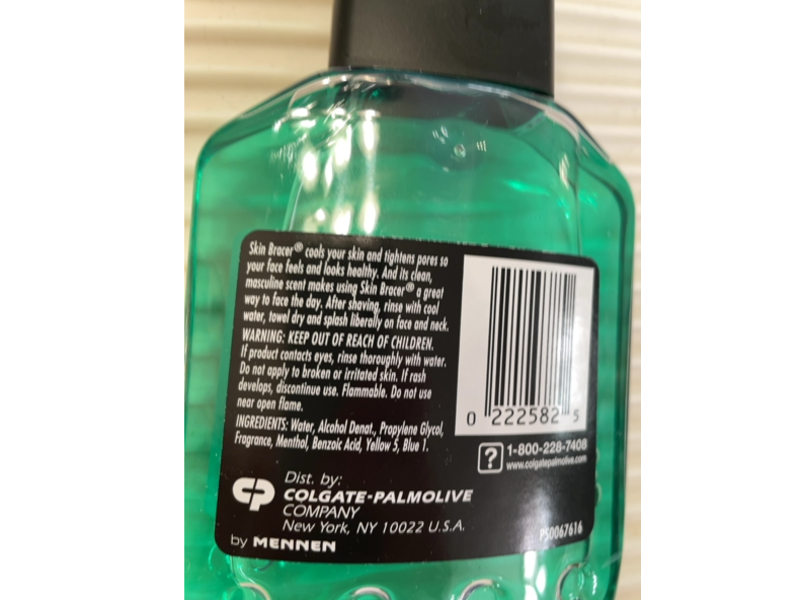 Skin Bracer® cools your skin and tightens pores so
your face feels and looks healthy. And its clean,
masculine scent makes using Skin Bracer® a great
way to face the day. After shaving, rinse with cool
water, towel dry and splash liberally on face and neck.
WARNING: KEEP OUT OF REACH OF CHILDREN.
If product contacts eyes, rinse thoroughly with water.
Do not apply to broken or irritated skin. If rash
develops, discontinue use. Flammable. Do not use
near open flame.
INGREDIENTS: Water, Alcohol Denat., Propylene Glycol,
Fragrance, Menthol, Benzoic Acid, Yellow 5, Blue 1.
0 222582 5
? 1-800-228-7408
www.colgatepalmolive.com
CP
Dist. by:
COLGATE-PALMOLIVE
COMPANY
New York, NY 10022 U.S.A.
by MENNEN
P50067616